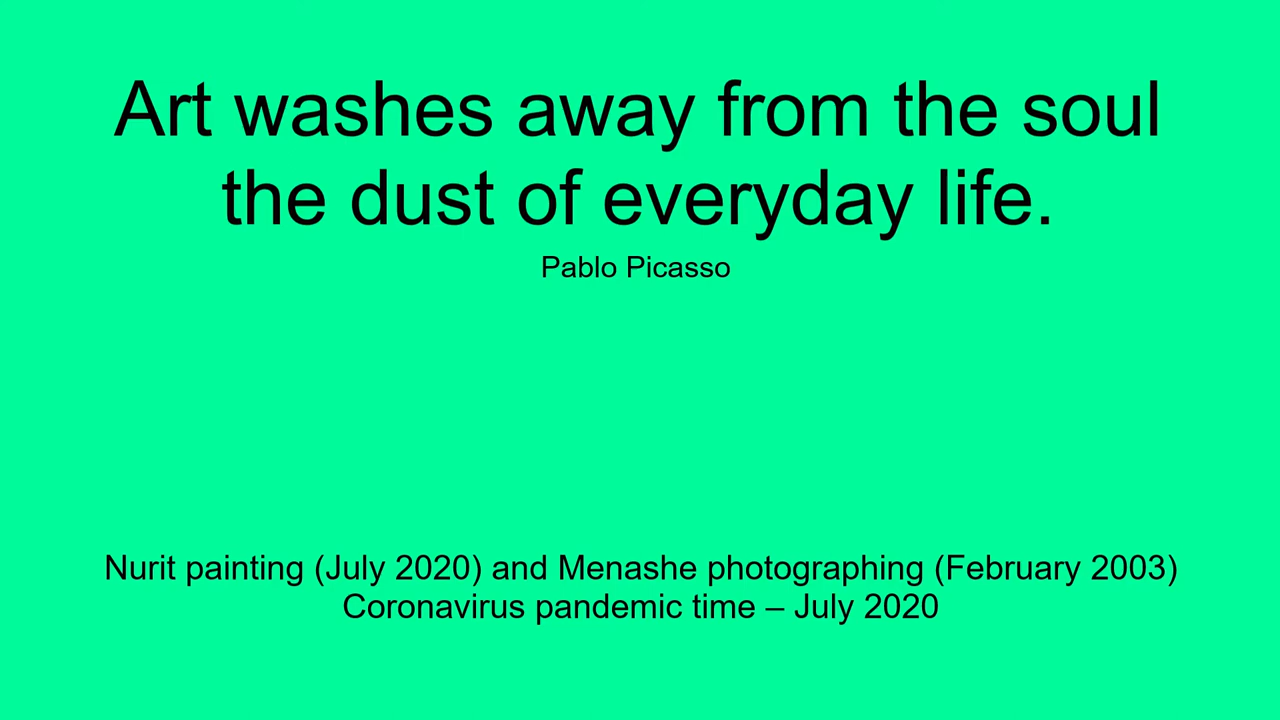 Art washes away from the soul
the dust of everyday life.
Pablo Picasso
Nurit painting (July 2020) and Menashe photographing (February 2003)
Coronavirus pandemic time – July 2020